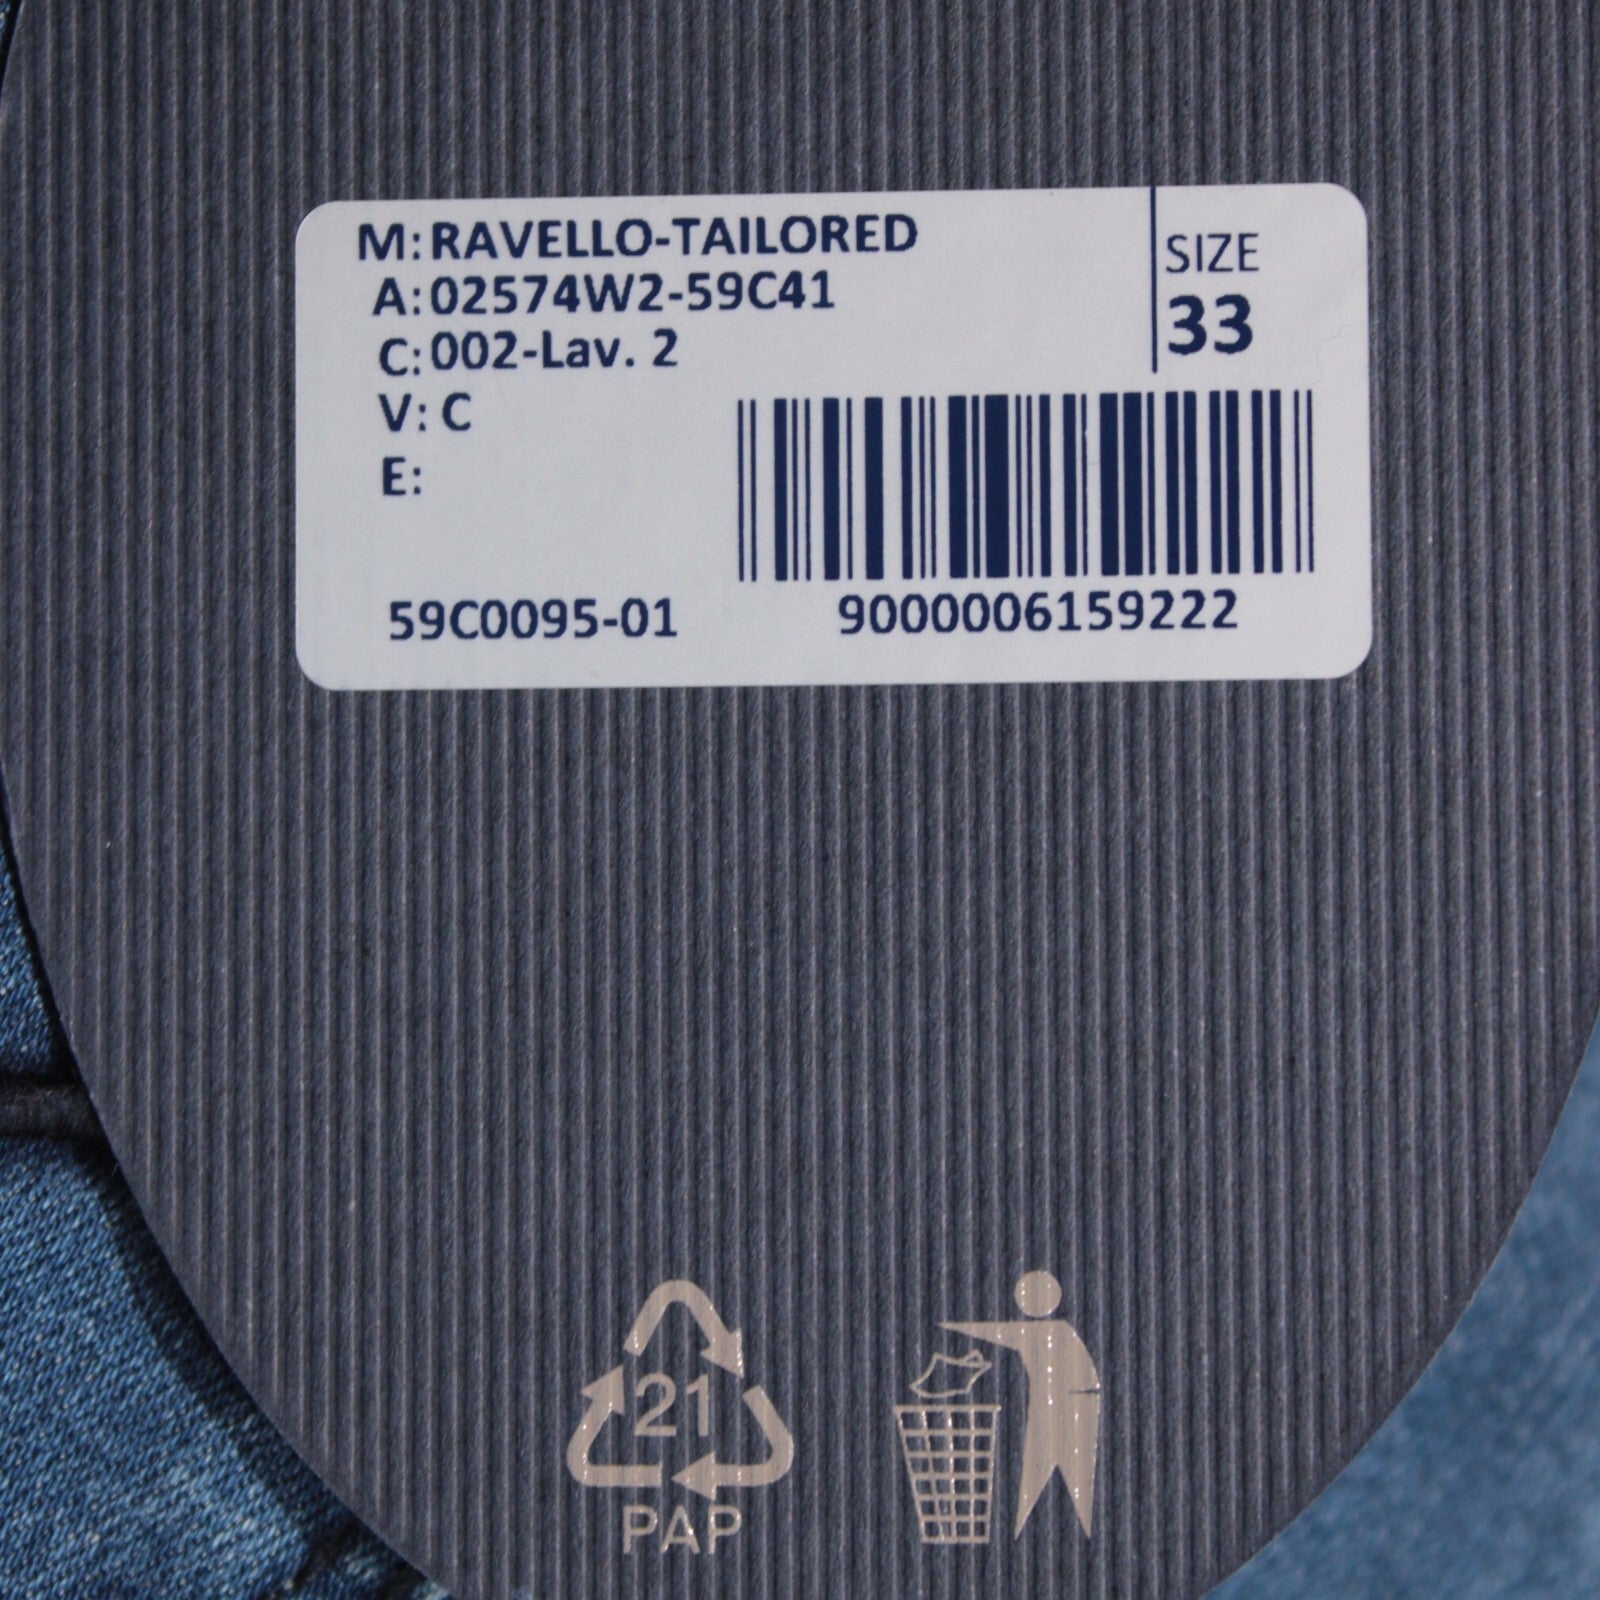 M: RAVELLO-TAILORED
A: 02574W2-59C41
C: 002-Lav. 2
V: C
E:
SIZE
33
59C0095-01
9000006159222
21
PAP